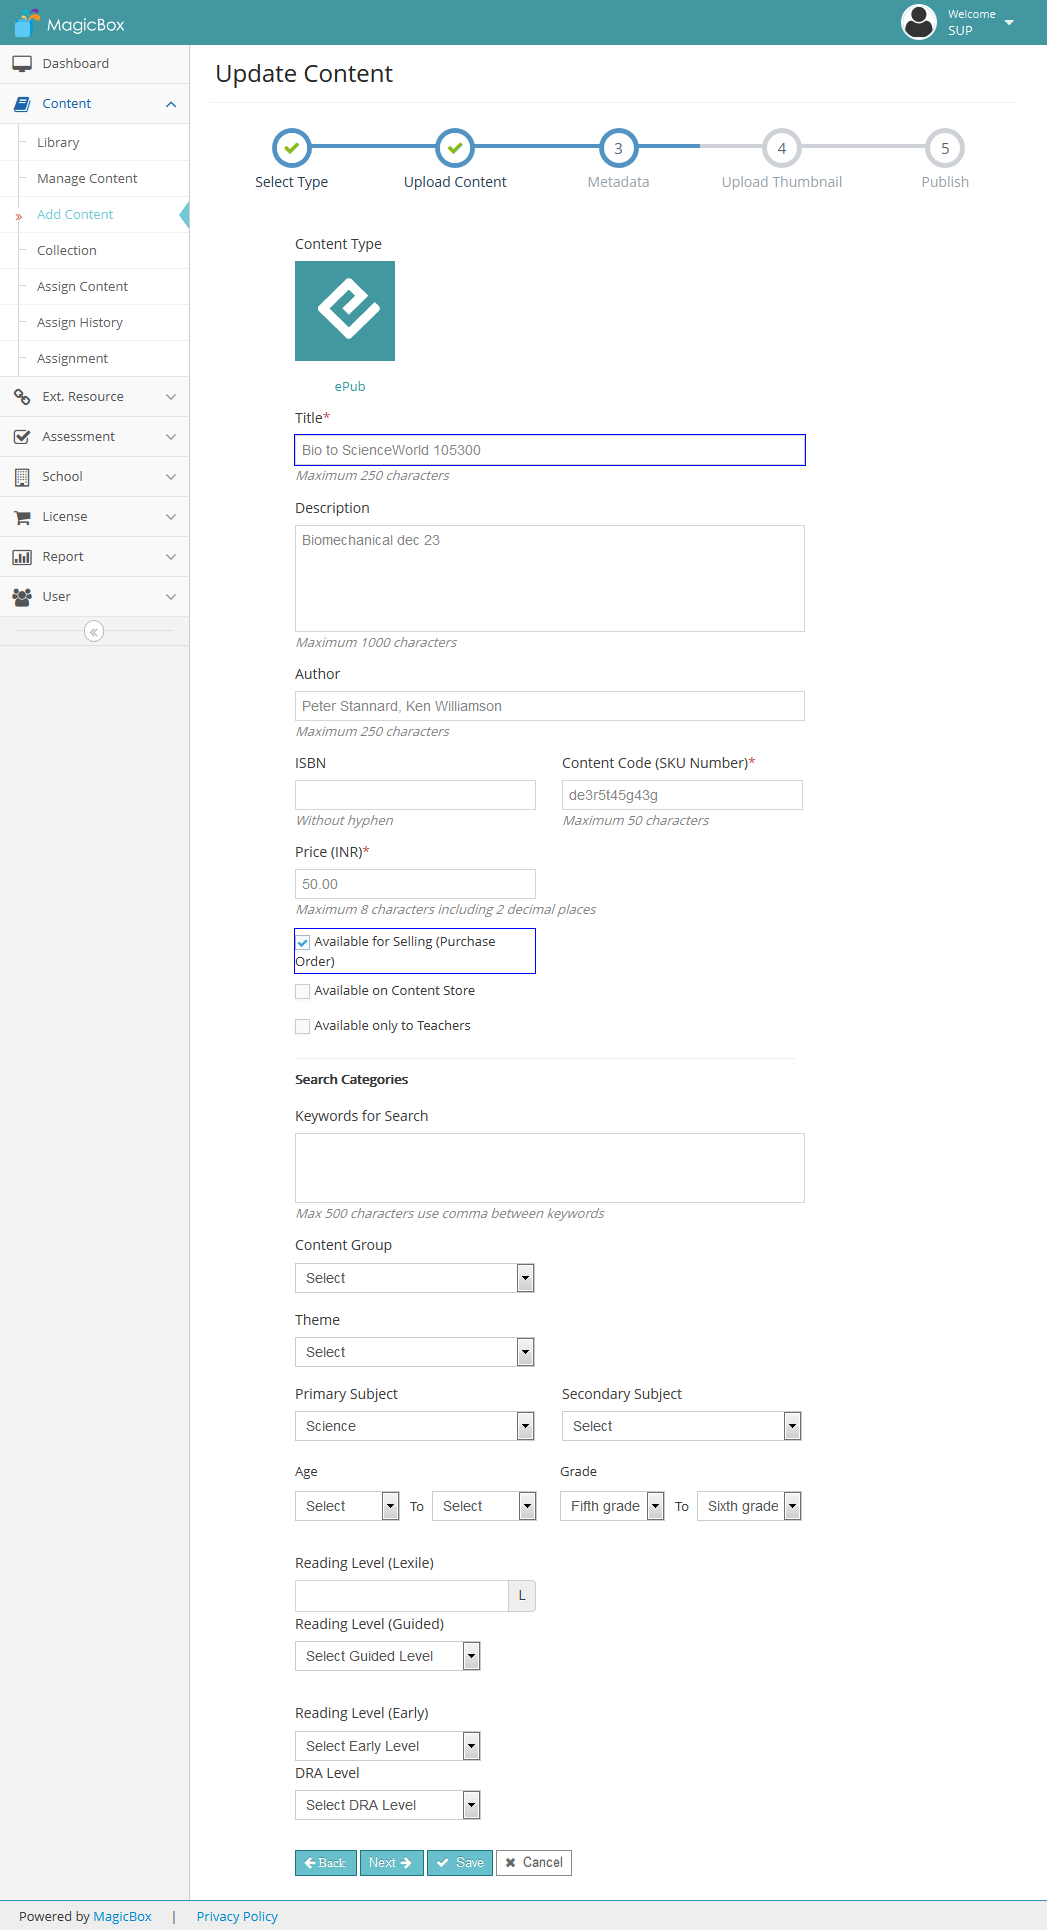 MagicBox
Welcome
SUP
Dashboard
Content
Library
Manage Content
» Add Content
Collection
Assign Content
Assign History
Assignment
Ext. Resource
Assessment
School
License
Report
User
«
Update Content
3 4 5
Select Type Upload Content Metadata Upload Thumbnail Publish
Content Type
ePub
Title*
Bio to ScienceWorld 105300
Maximum 250 characters
Description
Biomechanical dec 23
Maximum 1000 characters
Author
Peter Stannard, Ken Williamson
Maximum 250 characters
ISBN Content Code (SKU Number)*
de3r5t45g43g
Without hyphen Maximum 50 characters
Price (INR)*
50.00
Maximum 8 characters including 2 decimal places
Available for Selling (Purchase
Order)
Available on Content Store
Available only to Teachers
Search Categories
Keywords for Search
Max 500 characters use comma between keywords
Content Group
Select
Theme
Select
Primary Subject Secondary Subject
Science Select
Age Grade
Select To Select Fifth grade To Sixth grade
Reading Level (Lexile)
L
Reading Level (Guided)
Select Guided Level
Reading Level (Early)
Select Early Level
DRA Level
Select DRA Level
Back Next Save Cancel
Powered by MagicBox | Privacy Policy